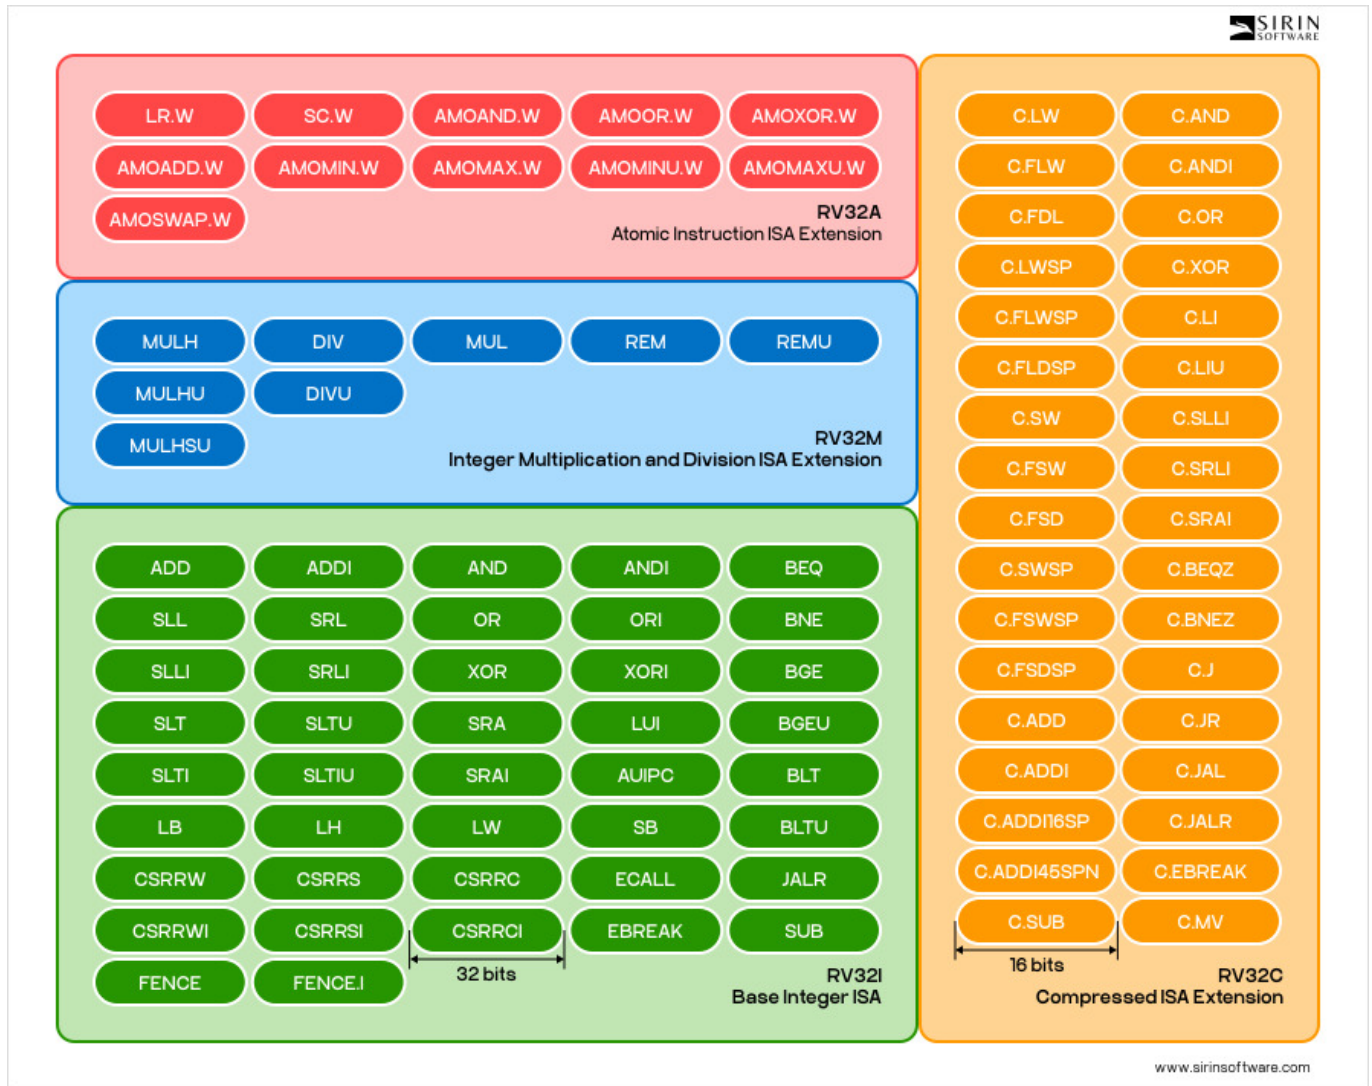 SIRIN
SOFTWARE
LR.W SC.W AMOAND.W AMOOR.W AMOXOR.W
AMOADD.W AMOMIN.W AMOMAX.W AMOMINU.W AMOMAXU.W
AMOSWAP.W
RV32A
Atomic Instruction ISA Extension
MULH DIV MUL REM REMU
MULHU DIVU
MULHSU
RV32M
Integer Multiplication and Division ISA Extension
ADD ADDI AND ANDI BEQ
SLL SRL OR ORI BNE
SLLI SRLI XOR XORI BGE
SLT SLTU SRA LUI BGEU
SLTI SLTIU SRAI AUIPC BLT
LB LH LW SB BLTU
CSRRW CSRRS CSRRC ECALL JALR
CSRRWI CSRRSI CSRRCI EBREAK SUB
FENCE FENCE.I
32 bits
RV32I
Base Integer ISA
C.LW C.AND
C.FLW C.ANDI
C.FDL C.OR
C.LWSP C.XOR
C.FLWSP C.LI
C.FLDSP C.LIU
C.SW C.SLLI
C.FSW C.SRLI
C.FSD C.SRAI
C.SWSP C.BEQZ
C.FSWSP C.BNEZ
C.FSDSP C.J
C.ADD C.JR
C.ADDI C.JAL
C.ADDI16SP C.JALR
C.ADDI45SPN C.EBREAK
C.SUB C.MV
16 bits
RV32C
Compressed ISA Extension
www.sirinsoftware.com